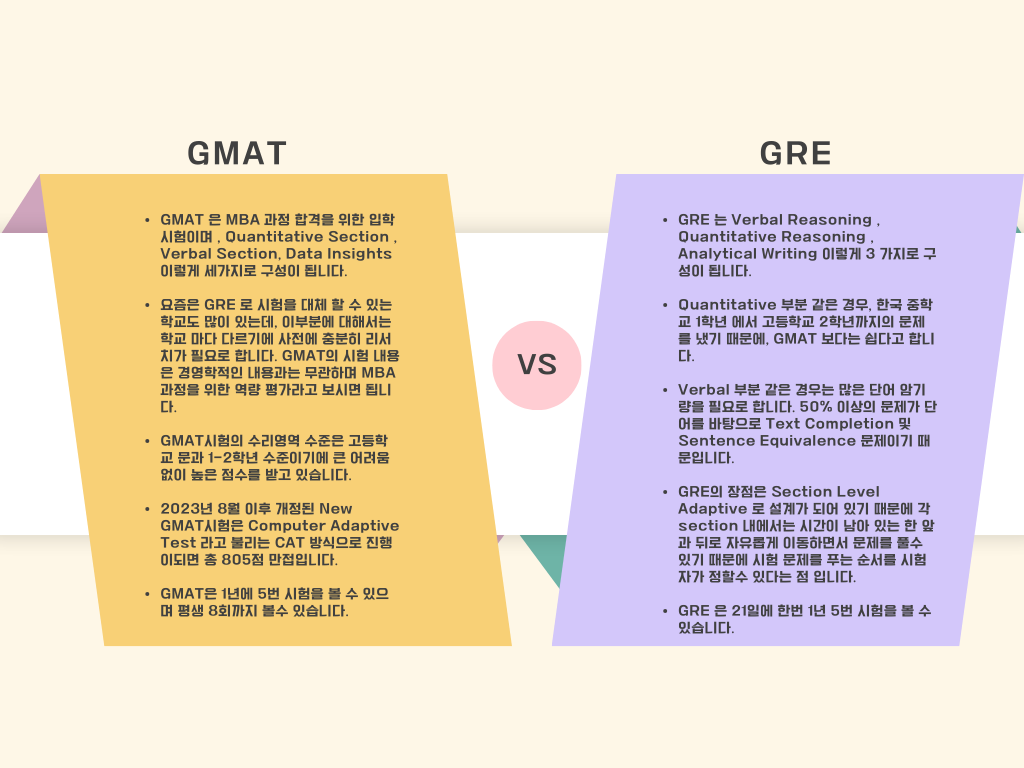 GMAT
• GMAT 은 MBA 과정 합격을 위한 입학
시험이며 , Quantitative Section ,
Verbal Section, Data Insights
이렇게 세가지로 구성이 됩니다.
• 요즘은 GRE 로 시험을 대체 할 수 있는
학교도 많이 있는데, 이부분에 대해서는
학교 마다 다르기에 사전에 충분히 리서
치가 필요로 합니다. GMAT의 시험 내용
은 경영학적인 내용과는 무관하며 MBA
과정을 위한 역량 평가라고 보시면 됩니
다.
• GMAT시험의 수리영역 수준은 고등학
교 문과 1-2학년 수준이기에 큰 어려움
없이 높은 점수를 받고 있습니다.
• 2023년 8월 이후 개정된 New
GMAT시험은 Computer Adaptive
Test 라고 불리는 CAT 방식으로 진행
이되면 총 805점 만접입니다.
• GMAT은 1년에 5번 시험을 볼 수 있으
며 평생 8회까지 볼수 있습니다.
VS
GRE
• GRE 는 Verbal Reasoning ,
Quantitative Reasoning ,
Analytical Writing 이렇게 3 가지로 구
성이 됩니다.
• Quantitative 부분 같은 경우, 한국 중학
교 1학년 에서 고등학교 2학년까지의 문제
를 냈기 때문에, GMAT 보다는 쉽다고 합니
다.
• Verbal 부분 같은 경우는 많은 단어 암기
량을 필요로 합니다. 50% 이상의 문제가 단
어를 바탕으로 Text Completion 및
Sentence Equivalence 문제이기 때
문입니다.
• GRE의 장점은 Section Level
Adaptive 로 설계가 되어 있기 때문에 각
section 내에서는 시간이 남아 있는 한 앞
과 뒤로 자유롭게 이동하면서 문제를 풀수
있기 때문에 시험 문제를 푸는 순서를 시험
자가 정할수 있다는 점 입니다.
• GRE 은 21일에 한번 1년 5번 시험을 볼 수
있습니다.